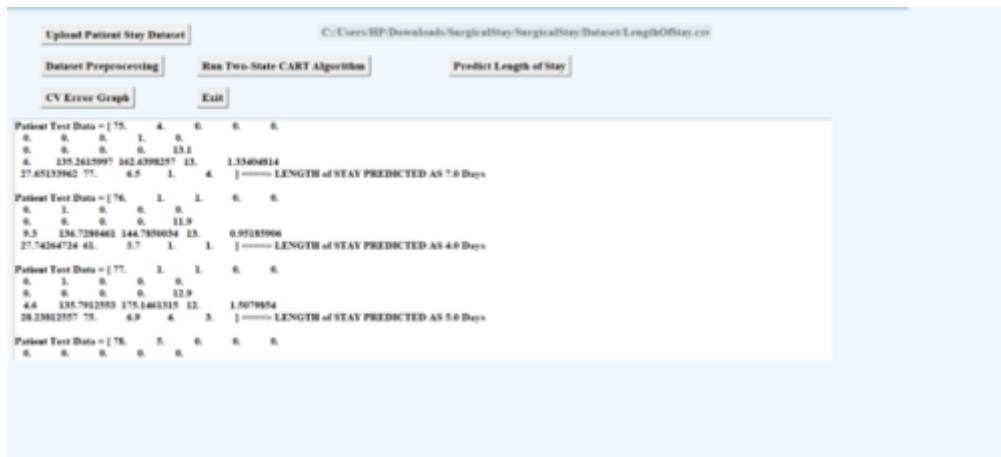 Upload Patient Stay Dataset C:/Users/HP/Downloads/SurgicalStay/SurgicalStay/Dataset/LengthOfStay.csv
Dataset Preprocessing Run Two-State CART Algorithm Predict Length of Stay
CV Error Graph Exit
Patient Test Data = [ 75. 4. 0. 0. 0.
0. 0. 0. 1. 0.
0. 0. 0. 0. 13.1
6. 135.2615997 162.6398257 13. 1.33404814
27.65133962 77. 6.5 1. 4. ] ----> LENGTH of STAY PREDICTED AS 7.0 Days
Patient Test Data = [ 76. 1. 1. 0. 0.
0. 1. 0. 0. 0.
0. 0. 0. 0. 11.9
9.3 136.7280461 144.7850034 13. 0.95185906
27.74264724 61. 5.7 1. 1. ] ----> LENGTH of STAY PREDICTED AS 4.0 Days
Patient Test Data = [ 77. 1. 1. 0. 0.
0. 1. 0. 0. 0.
0. 0. 0. 0. 12.9
4.6 135.7912553 175.1461315 12. 1.5079854
28.23812557 75. 6.9 4. 3. ] ----> LENGTH of STAY PREDICTED AS 5.0 Days
Patient Test Data = [ 78. 5. 0. 0. 0.
0. 0. 0. 0. 0.